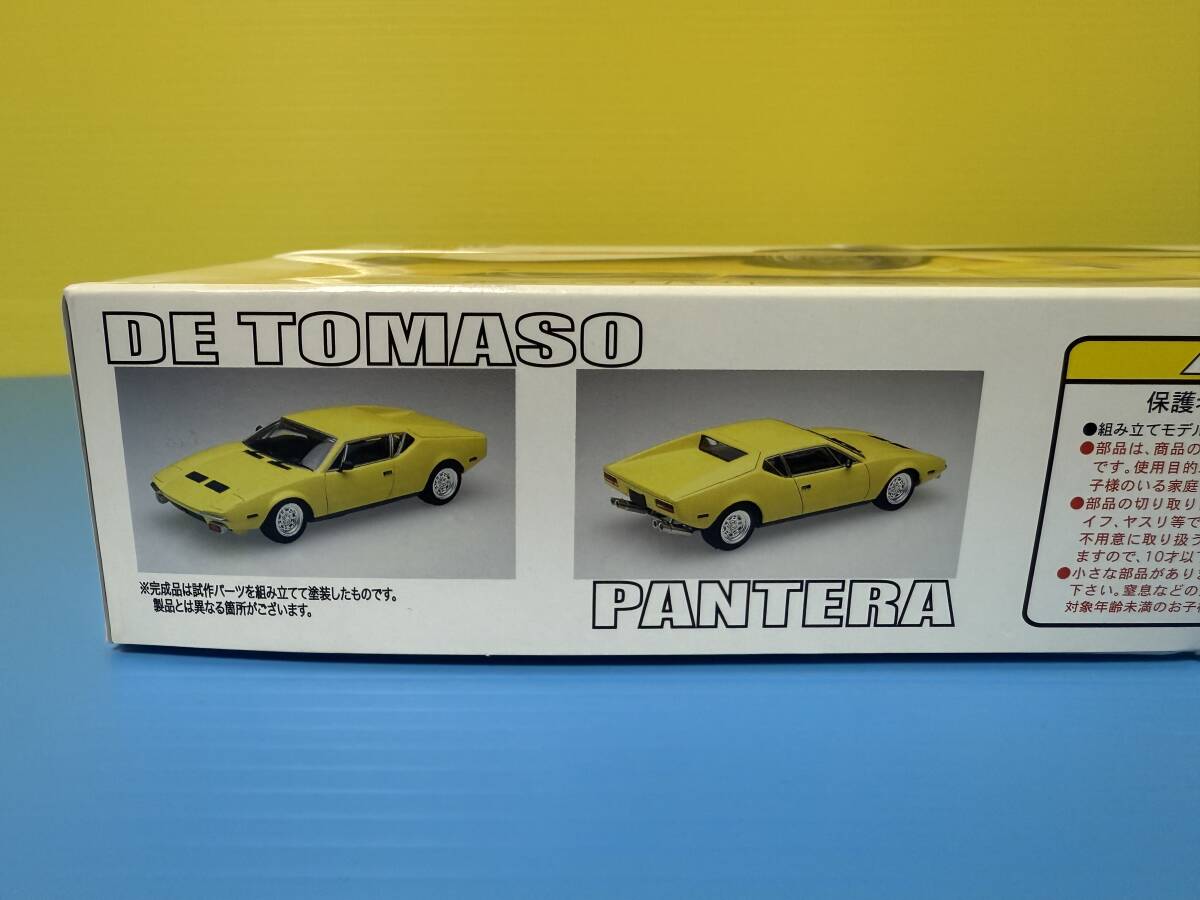 DE TOMASO
※完成品は試作パーツを組み立てて塗装したものです。
製品とは異なる箇所がございます。
PANTERA
保護
●組み立てモデル
●部品は、商品の
です。使用目的
子様のいる家庭
●部品の切り取り
イフ、ヤスリ等で
不用意に取り扱う
ますので、10才以
●小さな部品があり
下さい。窒息などの
対象年齢未満のお子様